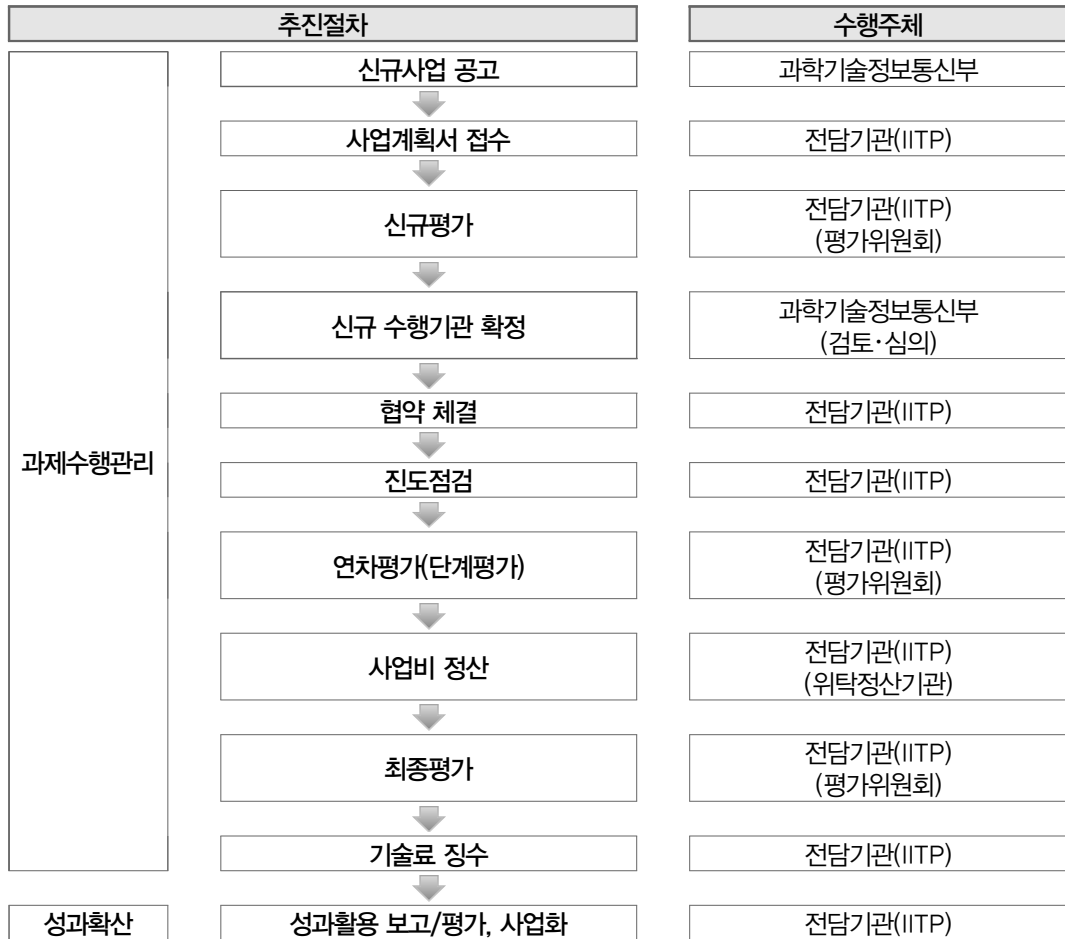 추진절차
수행주체
신규사업 공고
과학기술정보통신부
사업계획서 접수
전담기관(IITP)
신규평가
전담기관(IITP)
(평가위원회)
신규 수행기관 확정
과학기술정보통신부
(검토·심의)
협약 체결
전담기관(IITP)
과제수행관리
진도점검
전담기관(IITP)
연차평가(단계평가)
전담기관(IITP)
(평가위원회)
사업비 정산
전담기관(IITP)
(위탁정산기관)
최종평가
전담기관(IITP)
(평가위원회)
기술료 징수
전담기관(IITP)
성과확산
성과활용 보고/평가, 사업화
전담기관(IITP)